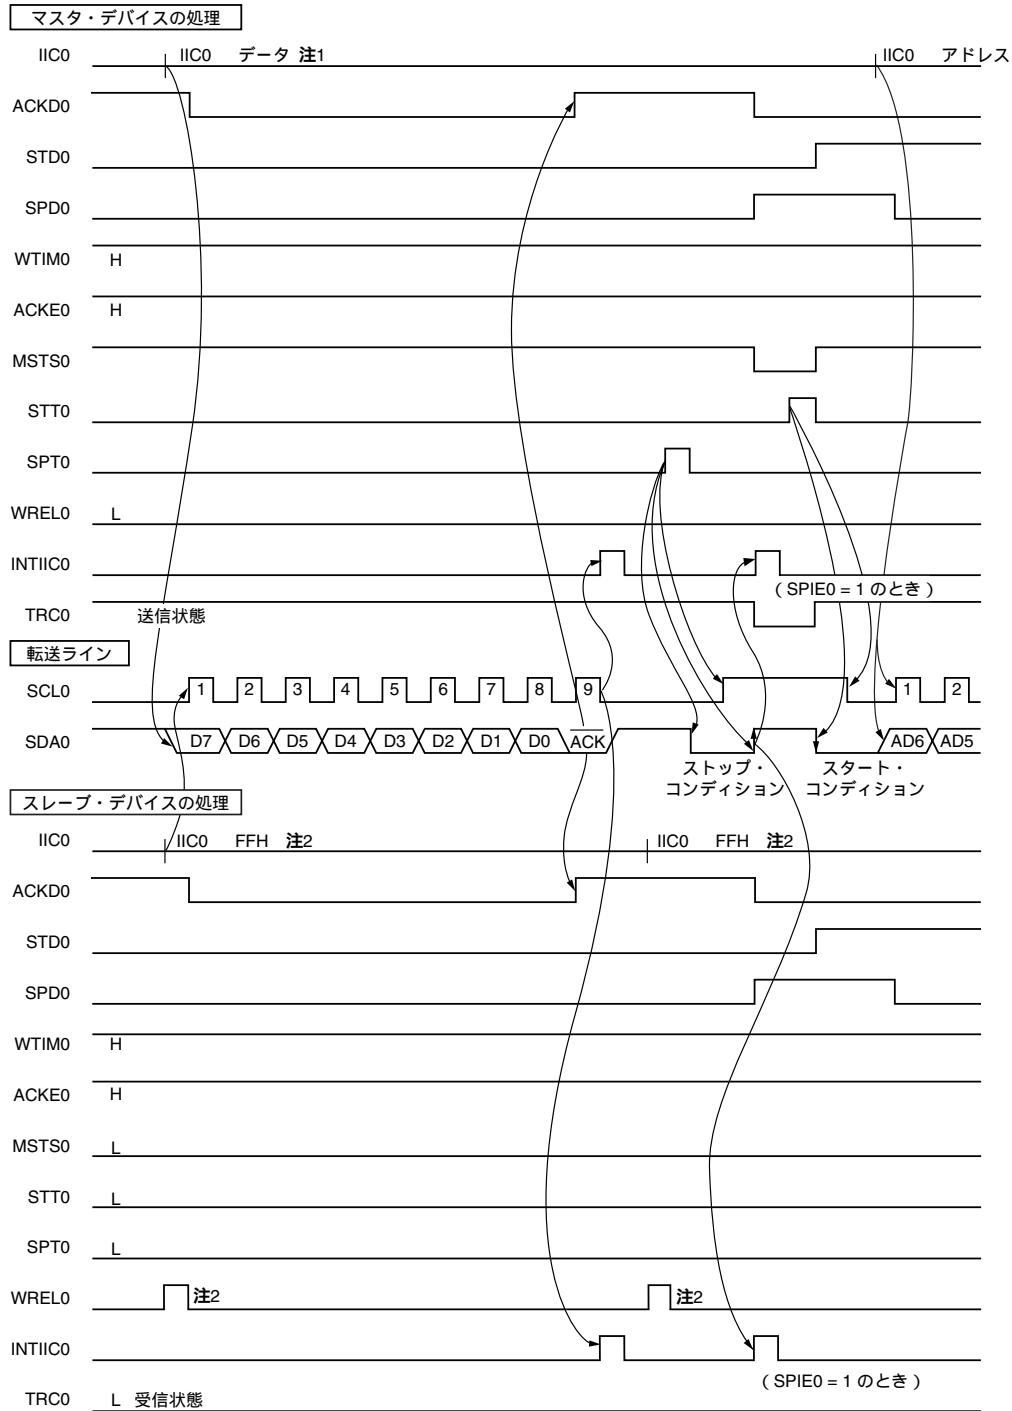 マスタ・デバイスの処理
IIC0 IIC0 データ 注1 IIC0 アドレス
ACKD0
STD0
SPD0
WTIM0 H
ACKE0 H
MSTS0
STT0
SPT0
WREL0 L
INTIIC0
(SPIE0 = 1 のとき)
TRC0 送信状態
転送ライン
SCL0 1 2 3 4 5 6 7 8 9 1 2
SDA0 D7 D6 D5 D4 D3 D2 D1 D0 ACK AD6 AD5
ストップ・ スタート・
コンディション コンディション
スレーブ・デバイスの処理
IIC0 IIC0 FFH 注2 IIC0 FFH 注2
ACKD0
STD0
SPD0
WTIM0 H
ACKE0 H
MSTS0 L
STT0 L
SPT0 L
WREL0 注2 注2
INTIIC0
(SPIE0 = 1 のとき)
TRC0 L 受信状態